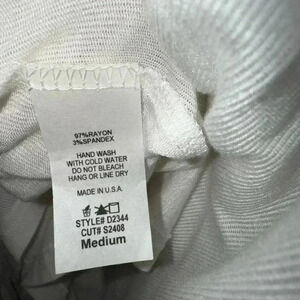 97%RAYON
3%SPANDEX
HAND WASH
WITH COLD WATER
DO NOT BLEACH
HANG OR LINE DRY
MADE IN U.S.A.
STYLE# D2344
CUT# S2408
Medium